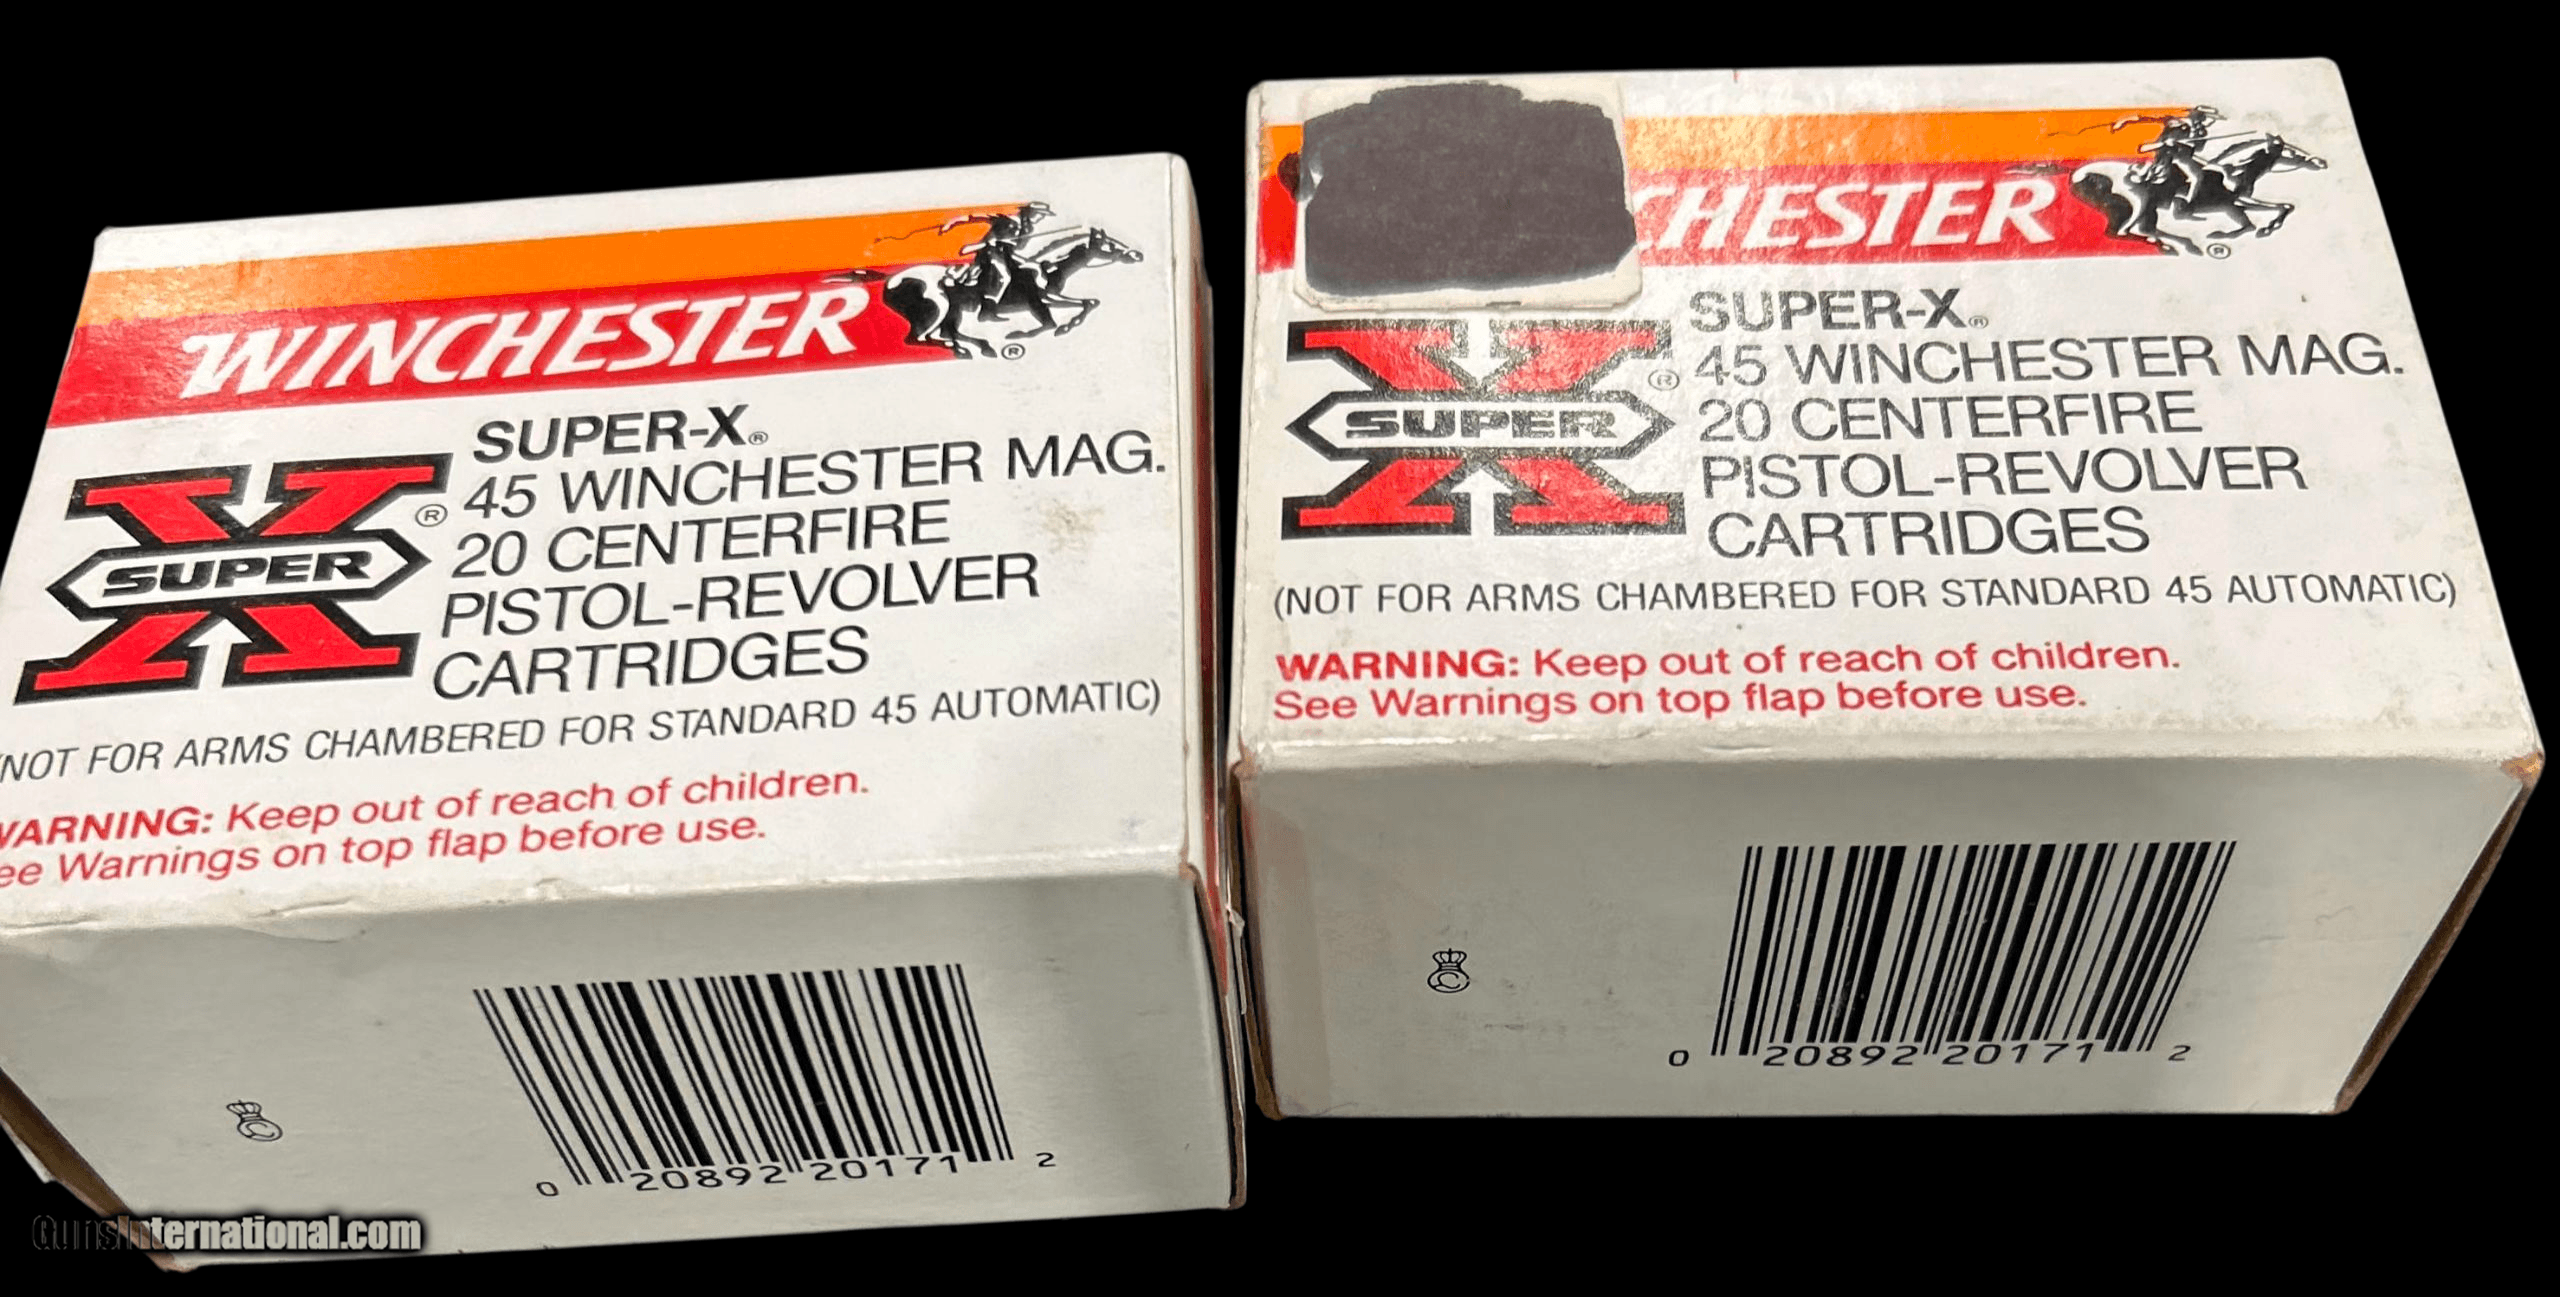 WINCHESTER
®
SUPER-X®
45 WINCHESTER MAG.
20 CENTERFIRE
PISTOL-REVOLVER
CARTRIDGES
SUPER
®
(NOT FOR ARMS CHAMBERED FOR STANDARD 45 AUTOMATIC)
WARNING: Keep out of reach of children.
See Warnings on top flap before use.
0 20892 20171 2
CHESTER
®
SUPER-X®
45 WINCHESTER MAG.
20 CENTERFIRE
PISTOL-REVOLVER
CARTRIDGES
SUPER
®
(NOT FOR ARMS CHAMBERED FOR STANDARD 45 AUTOMATIC)
WARNING: Keep out of reach of children.
See Warnings on top flap before use.
0 20892 20171 2
GunsInternational.com